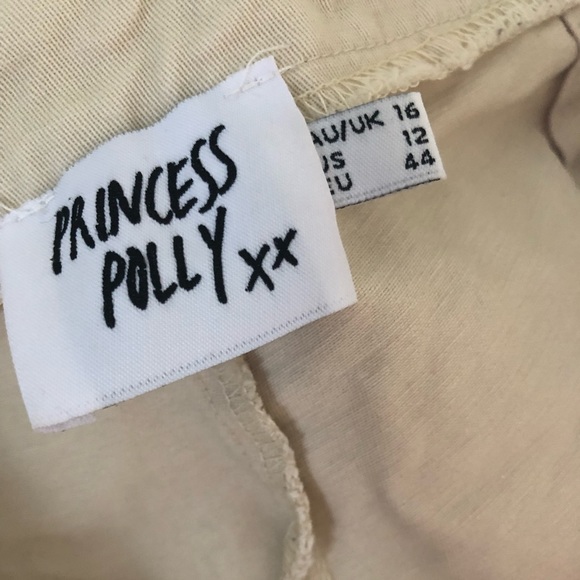 PRINCESS
POLLY xx
AU/UK 16
US 12
EU 44